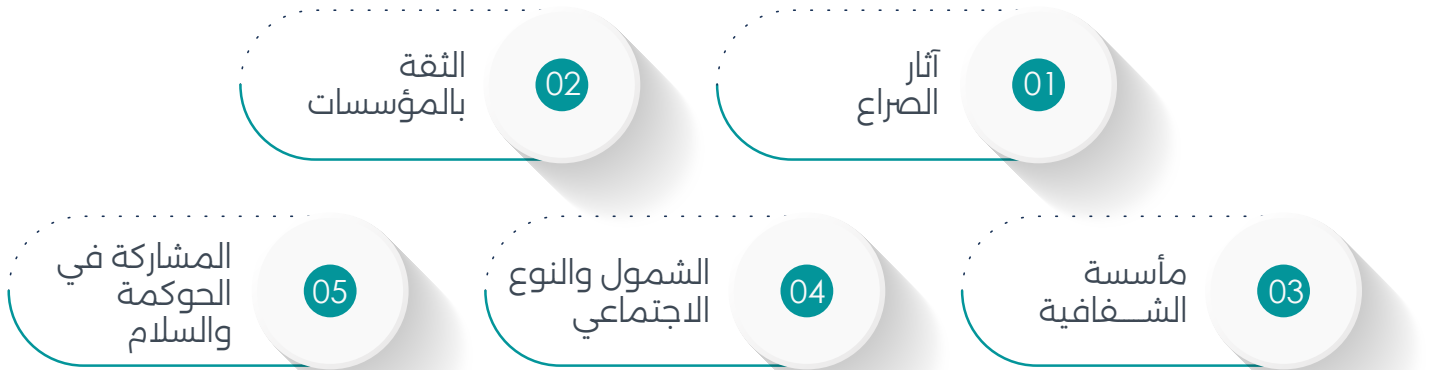 01
آثار
الصراع
02
الثقة
بالمؤسسات
03
مأسسة
الشـــفافية
04
الشمول والنوع
الاجتماعي
05
المشاركة في
الحوكمة
والسلام